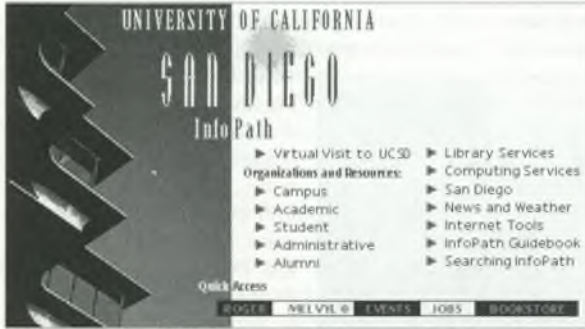 UNIVERSITY OF CALIFORNIA
SAN DIEGO
InfoPath
Virtual Visit to UCSD
Organizations and Resources:
Campus
Academic
Student
Administrative
Alumni
Library Services
Computing Services
San Diego
News and Weather
Internet Tools
InfoPath Guidebook
Searching InfoPath
Quick Access
ROGER MELVYL ® EVENTS JOBS BOOKSTORE